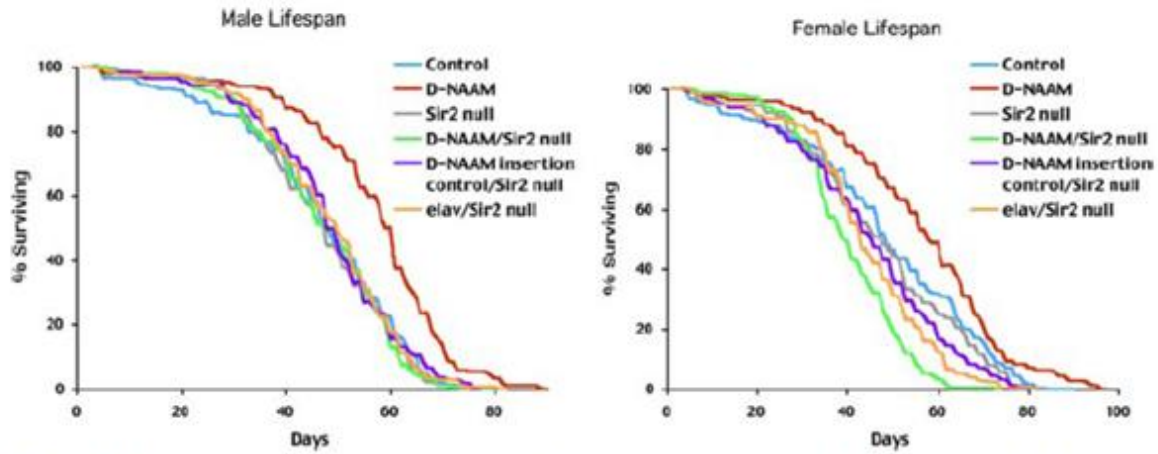 Male Lifespan
100
80
60
40
20
0
% Surviving
0 20 40 60 80
Days
Control
D-NAAM
Sir2 null
D-NAAM/Sir2 null
D-NAAM insertion
control/Sir2 null
elav/Sir2 null
Female Lifespan
100
80
60
40
20
0
% Surviving
0 20 40 60 80 100
Days
Control
D-NAAM
Sir2 null
D-NAAM/Sir2 null
D-NAAM insertion
control/Sir2 null
elav/Sir2 null